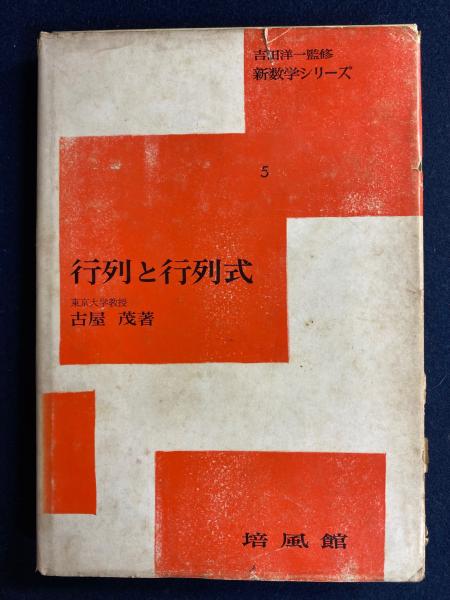 吉田洋一監修
新数学シリーズ
5
行列と行列式
東京大学教授
古屋 茂著
培風館